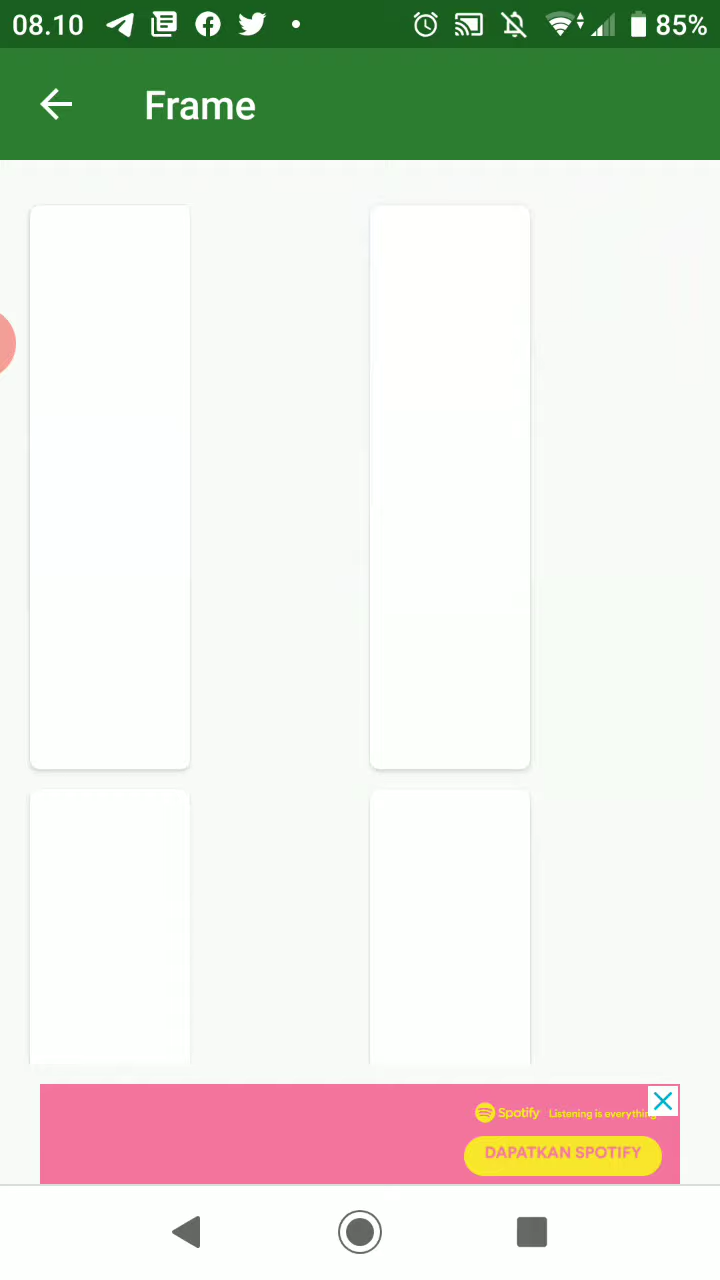 08.10
85%
Frame
Spotify Listening is everything
DAPATKAN SPOTIFY